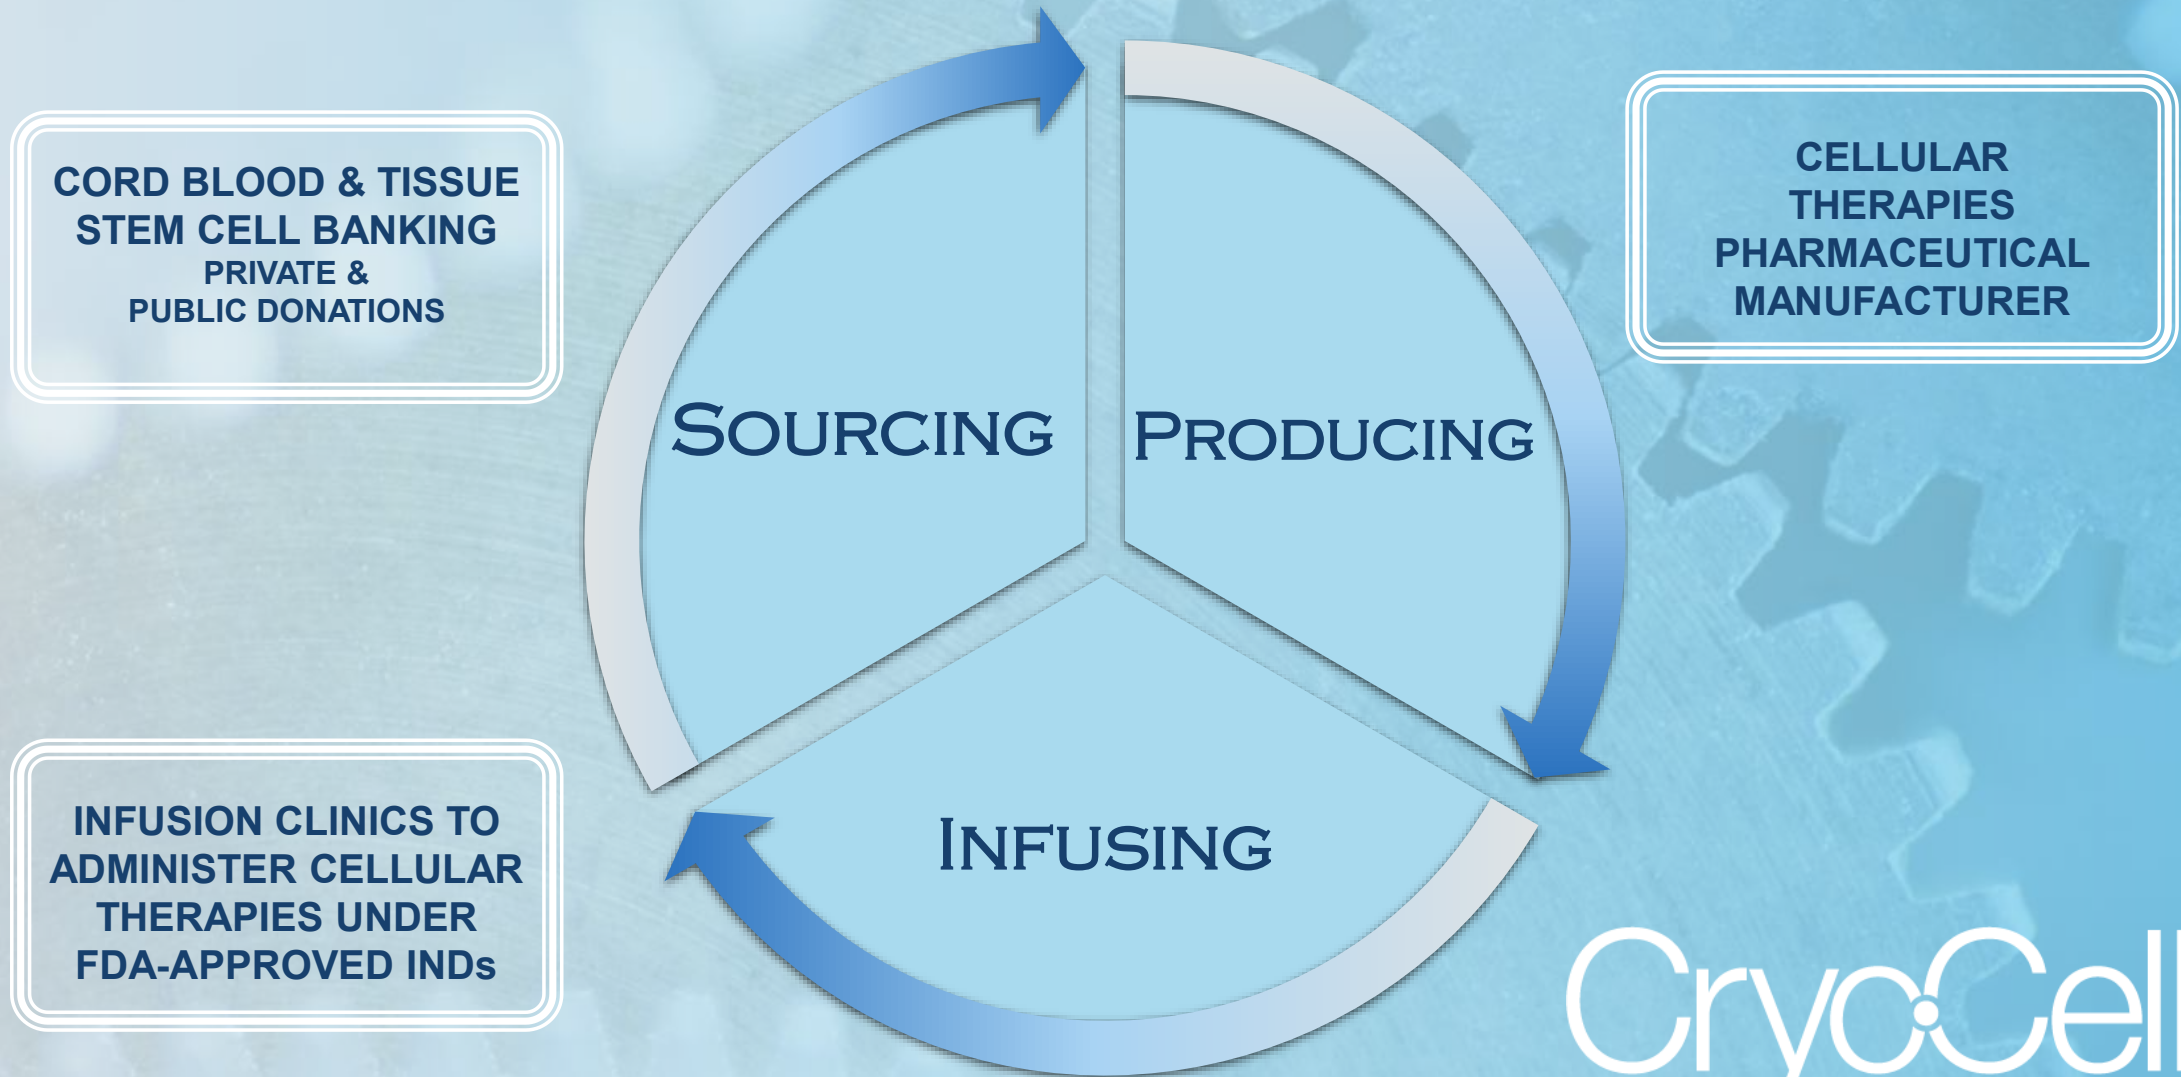 CORD BLOOD & TISSUE
STEM CELL BANKING
PRIVATE &
PUBLIC DONATIONS
CELLULAR
THERAPIES
PHARMACEUTICAL
MANUFACTURER
SOURCING
PRODUCING
INFUSING
INFUSION CLINICS TO
ADMINISTER CELLULAR
THERAPIES UNDER
FDA-APPROVED INDs
CryoCell